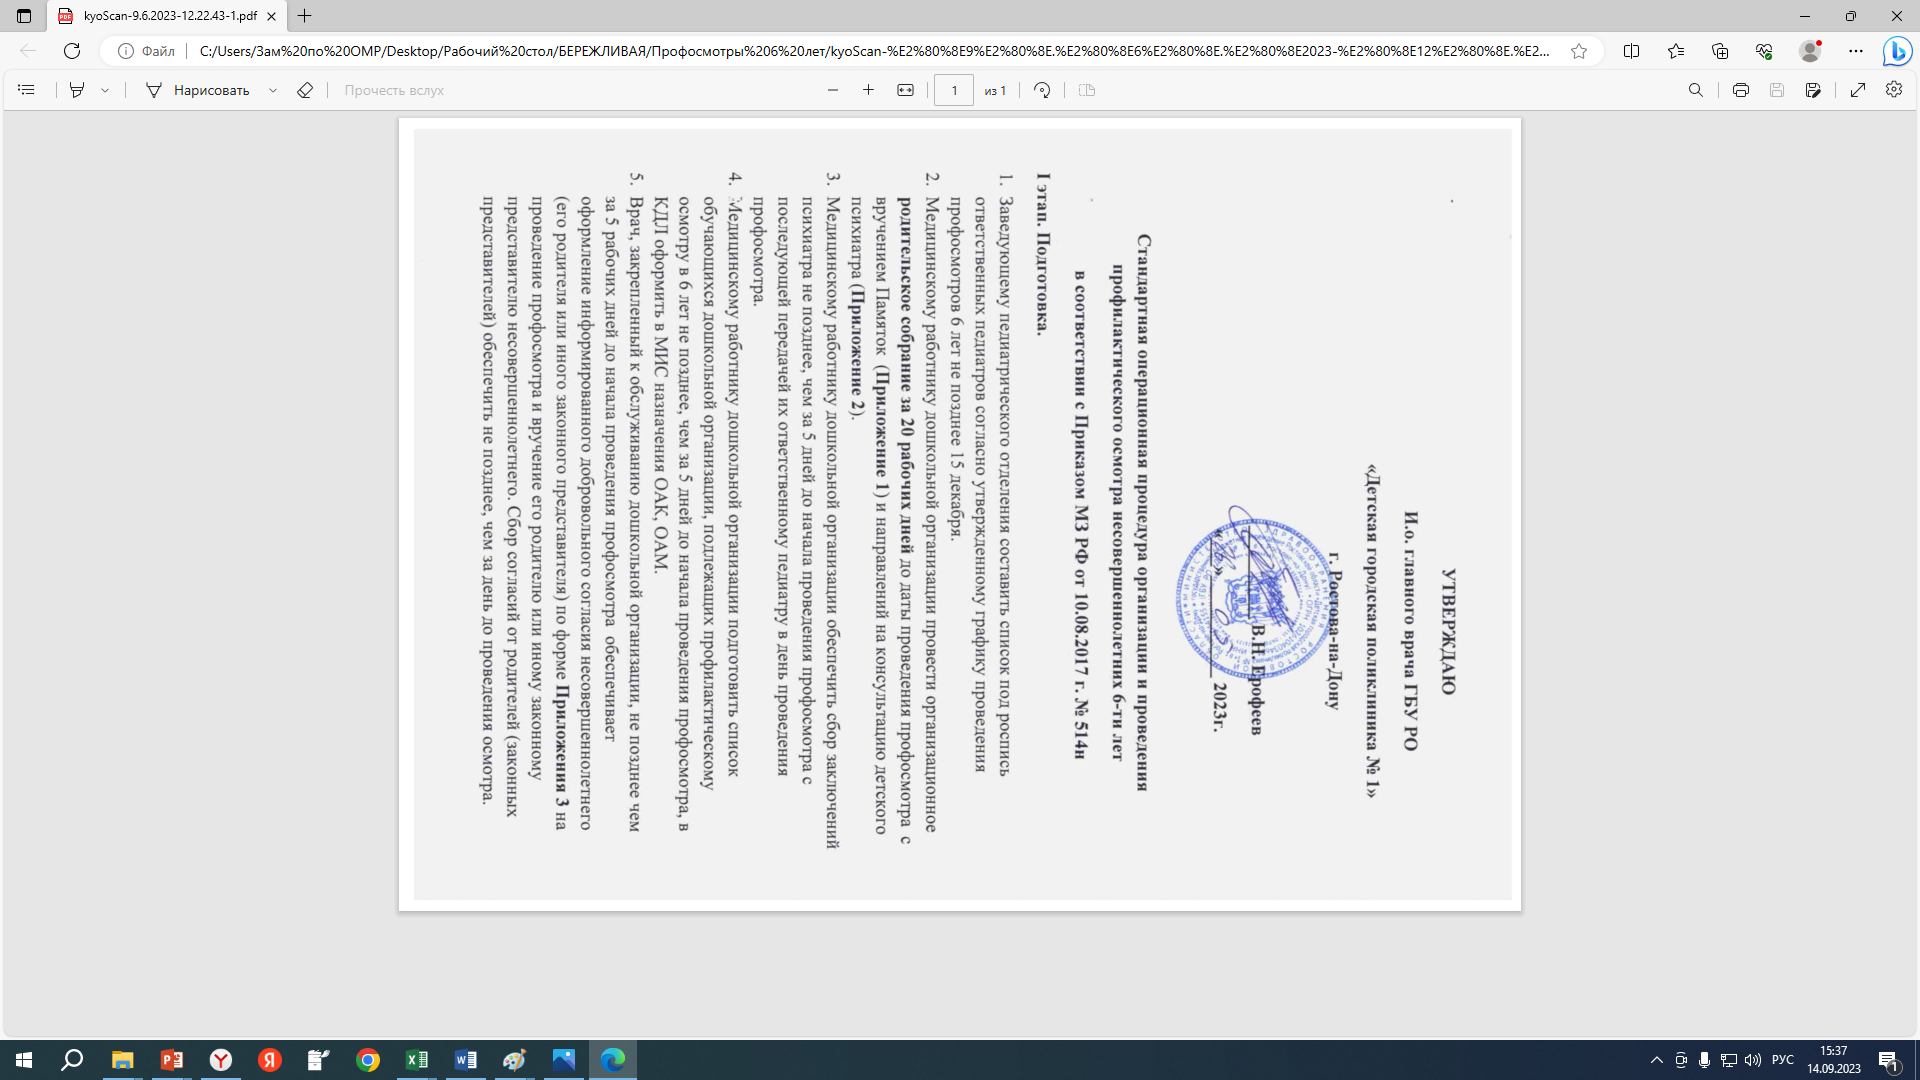 kyoScan-9.6.2023-12.22.43-1.pdf
Файл
C:/Users/Зам%20по%20ОМР/Desktop/Рабочий%20стол/БЕРЕЖЛИВАЯ/Профосмотры%206%20лет/kyoScan-%E2%80%8E9%E2%80%8E.%E2%80%8E6%E2%80%8E.%E2%80%8E2023-%E2%80%8E12%E2%80%8E.%E2...
Нарисовать
Прочесть вслух
1
из 1
УТВЕРЖДАЮ
И.о. главного врача ГБУ РО
«Детская городская поликлиника № 1»
г. Ростова-на-Дону
В.Н. Ерофеев
2023г.
Стандартная операционная процедура организации и проведения
профилактического осмотра несовершеннолетних 6-ти лет
в соответствии с Приказом МЗ РФ от 10.08.2017 г. № 514н
I этап. Подготовка.
1. Заведующему педиатрического отделения составить список под роспись
ответственных педиатров согласно утвержденному графику проведения
профосмотров 6 лет не позднее 15 декабря.
2. Медицинскому работнику дошкольной организации провести организационное
родительское собрание за 20 рабочих дней до даты проведения профосмотра с
вручением Памяток (Приложение 1) и направлений на консультацию детского
психиатра (Приложение 2).
3. Медицинскому работнику дошкольной организации обеспечить сбор заключений
психиатра не позднее, чем за 5 дней до начала проведения профосмотра с
последующей передачей их ответственному педиатру в день проведения
профосмотра.
4. Медицинскому работнику дошкольной организации подготовить список
обучающихся дошкольной организации, подлежащих профилактическому
осмотру в 6 лет не позднее, чем за 5 дней до начала проведения профосмотра, в
КДЛ оформить в МИС назначения ОАК, ОАМ.
5. Врач, закрепленный к обслуживанию дошкольной организации, не позднее чем
за 5 рабочих дней до начала проведения профосмотра обеспечивает
оформление информированного добровольного согласия несовершеннолетнего
(его родителя или иного законного представителя) по форме Приложения 3 на
проведение профосмотра и вручение его родителю или иному законному
представителю несовершеннолетнего. Сбор согласий от родителей (законных
представителей) обеспечить не позднее, чем за день до проведения осмотра.
РУС
15:37
14.09.2023
1